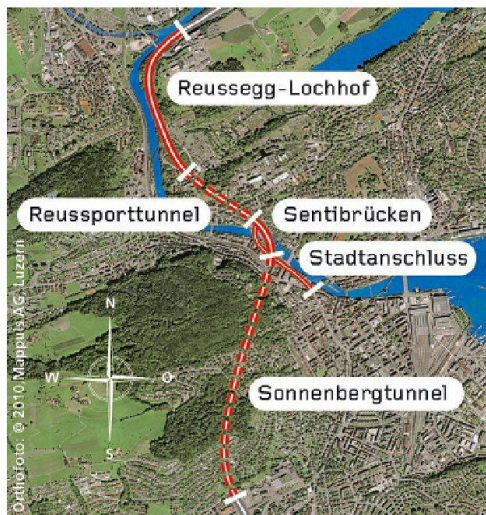 Reussegg-Lochhof
Reussporttunnel
Sentibrücken
Stadtanschluss
N
W
O
S
Sonnenbergtunnel
Orthofoto: © 2010 Mappuls AG, Luzern